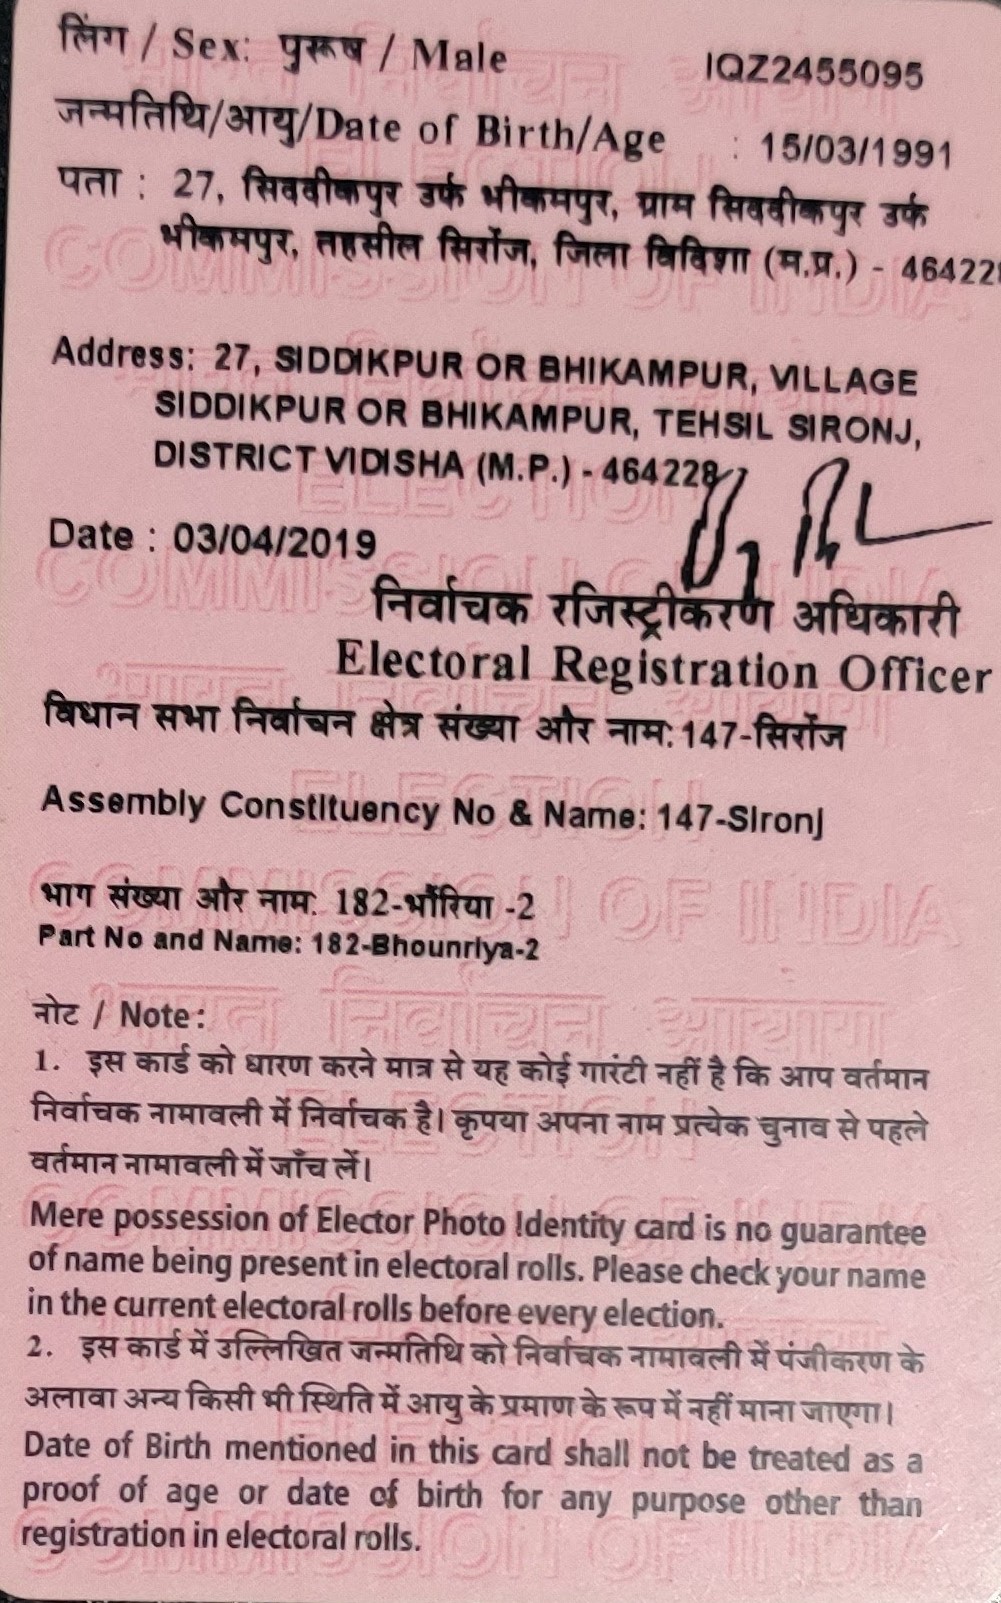 लिंग / Sex: पुरूष / Male IQZ2455095
जन्मतिथि/आयु/Date of Birth/Age : 15/03/1991
पता : 27, सिददीकपुर उर्फ भीकमपुर, ग्राम सिददीकपुर उर्फ
भीकमपुर, तहसील सिरोंज, जिला विदिशा (म.प्र.) - 464228
Address: 27, SIDDIKPUR OR BHIKAMPUR, VILLAGE
SIDDIKPUR OR BHIKAMPUR, TEHSIL SIRONJ,
DISTRICT VIDISHA (M.P.) - 464228
Date : 03/04/2019
निर्वाचक रजिस्ट्रीकरण अधिकारी
Electoral Registration Officer
विधान सभा निर्वाचन क्षेत्र संख्या और नाम: 147-सिरोंज
Assembly Constituency No & Name: 147-Sironj
भाग संख्या और नाम: 182-भौंरिया -2
Part No and Name: 182-Bhounriya-2
नोट / Note :
1. इस कार्ड को धारण करने मात्र से यह कोई गारंटी नहीं है कि आप वर्तमान
निर्वाचक नामावली में निर्वाचक है। कृपया अपना नाम प्रत्येक चुनाव से पहले
वर्तमान नामावली में जाँच लें।
Mere possession of Elector Photo Identity card is no guarantee
of name being present in electoral rolls. Please check your name
in the current electoral rolls before every election.
2. इस कार्ड में उल्लिखित जन्मतिथि को निर्वाचक नामावली में पंजीकरण के
अलावा अन्य किसी भी स्थिति में आयु के प्रमाण के रूप में नहीं माना जाएगा।
Date of Birth mentioned in this card shall not be treated as a
proof of age or date of birth for any purpose other than
registration in electoral rolls.